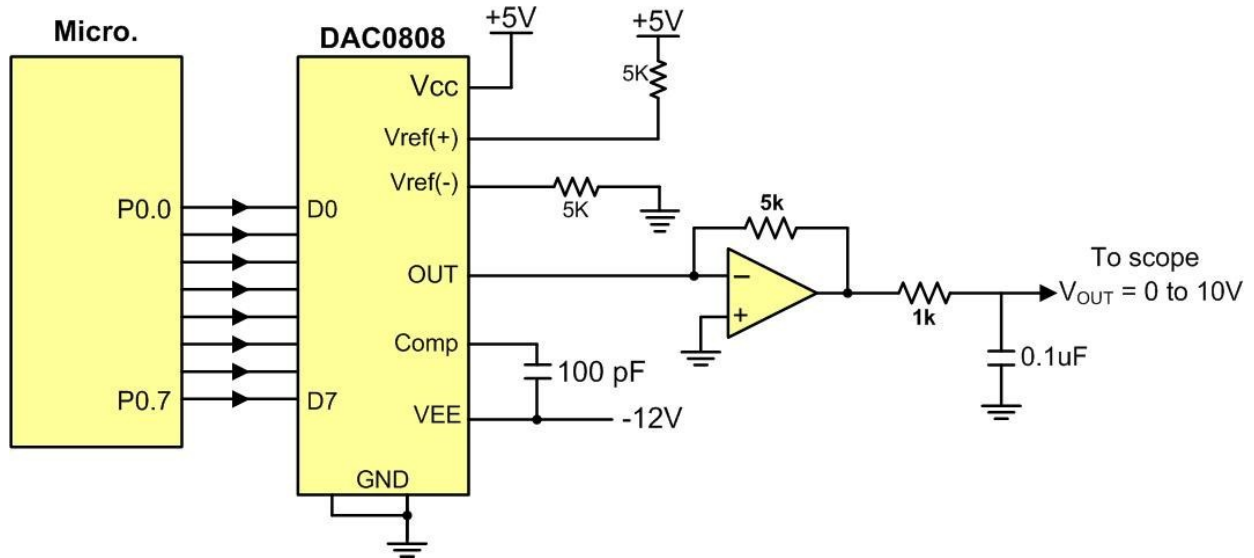 Micro.
DAC0808
+5V
+5V
Vcc
5K
Vref(+)
Vref(-)
5K
P0.0
D0
5k
OUT
−
+
To scope
VOUT = 0 to 10V
1k
Comp
100 pF
0.1uF
P0.7
D7
VEE
-12V
GND